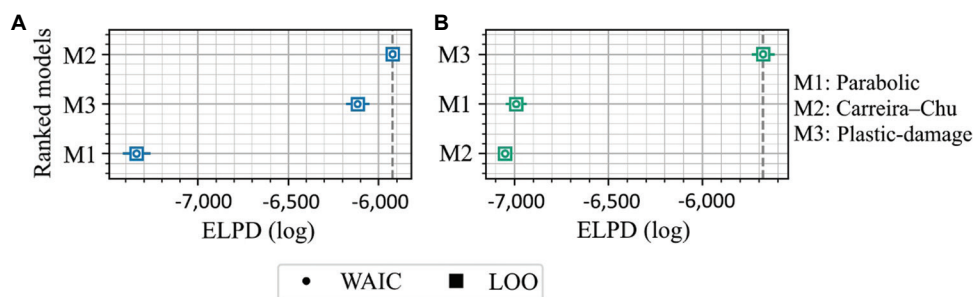 A
B
Ranked models
M2
M3
M1
-7,000
-6,500
-6,000
ELPD (log)
M3
M1
M2
-7,000
-6,500
-6,000
ELPD (log)
M1: Parabolic
M2: Carreira–Chu
M3: Plastic-damage
WAIC
LOO